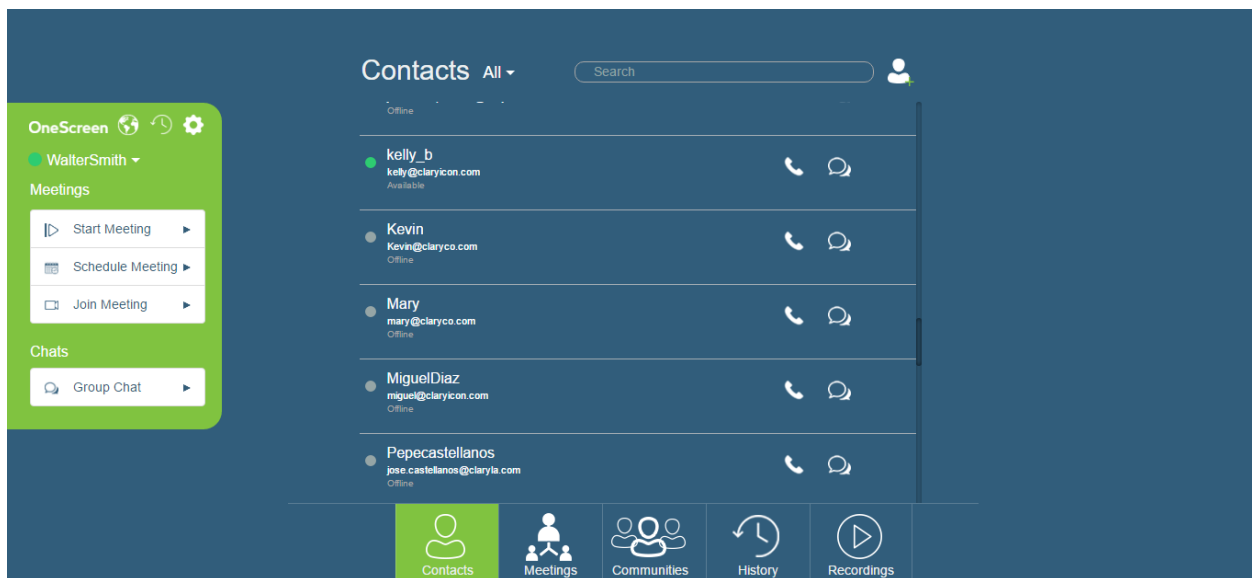 Contacts All
Search
Offline
OneScreen
WalterSmith
Meetings
Start Meeting
Schedule Meeting
Join Meeting
Chats
Group Chat
kelly_b
kelly@claryicon.com
Available
Kevin
Kevin@claryco.com
Offline
Mary
mary@claryco.com
Offline
MiguelDiaz
miguel@claryicon.com
Offline
Pepecastellanos
jose.castellanos@claryla.com
Offline
Contacts
Meetings
Communities
History
Recordings